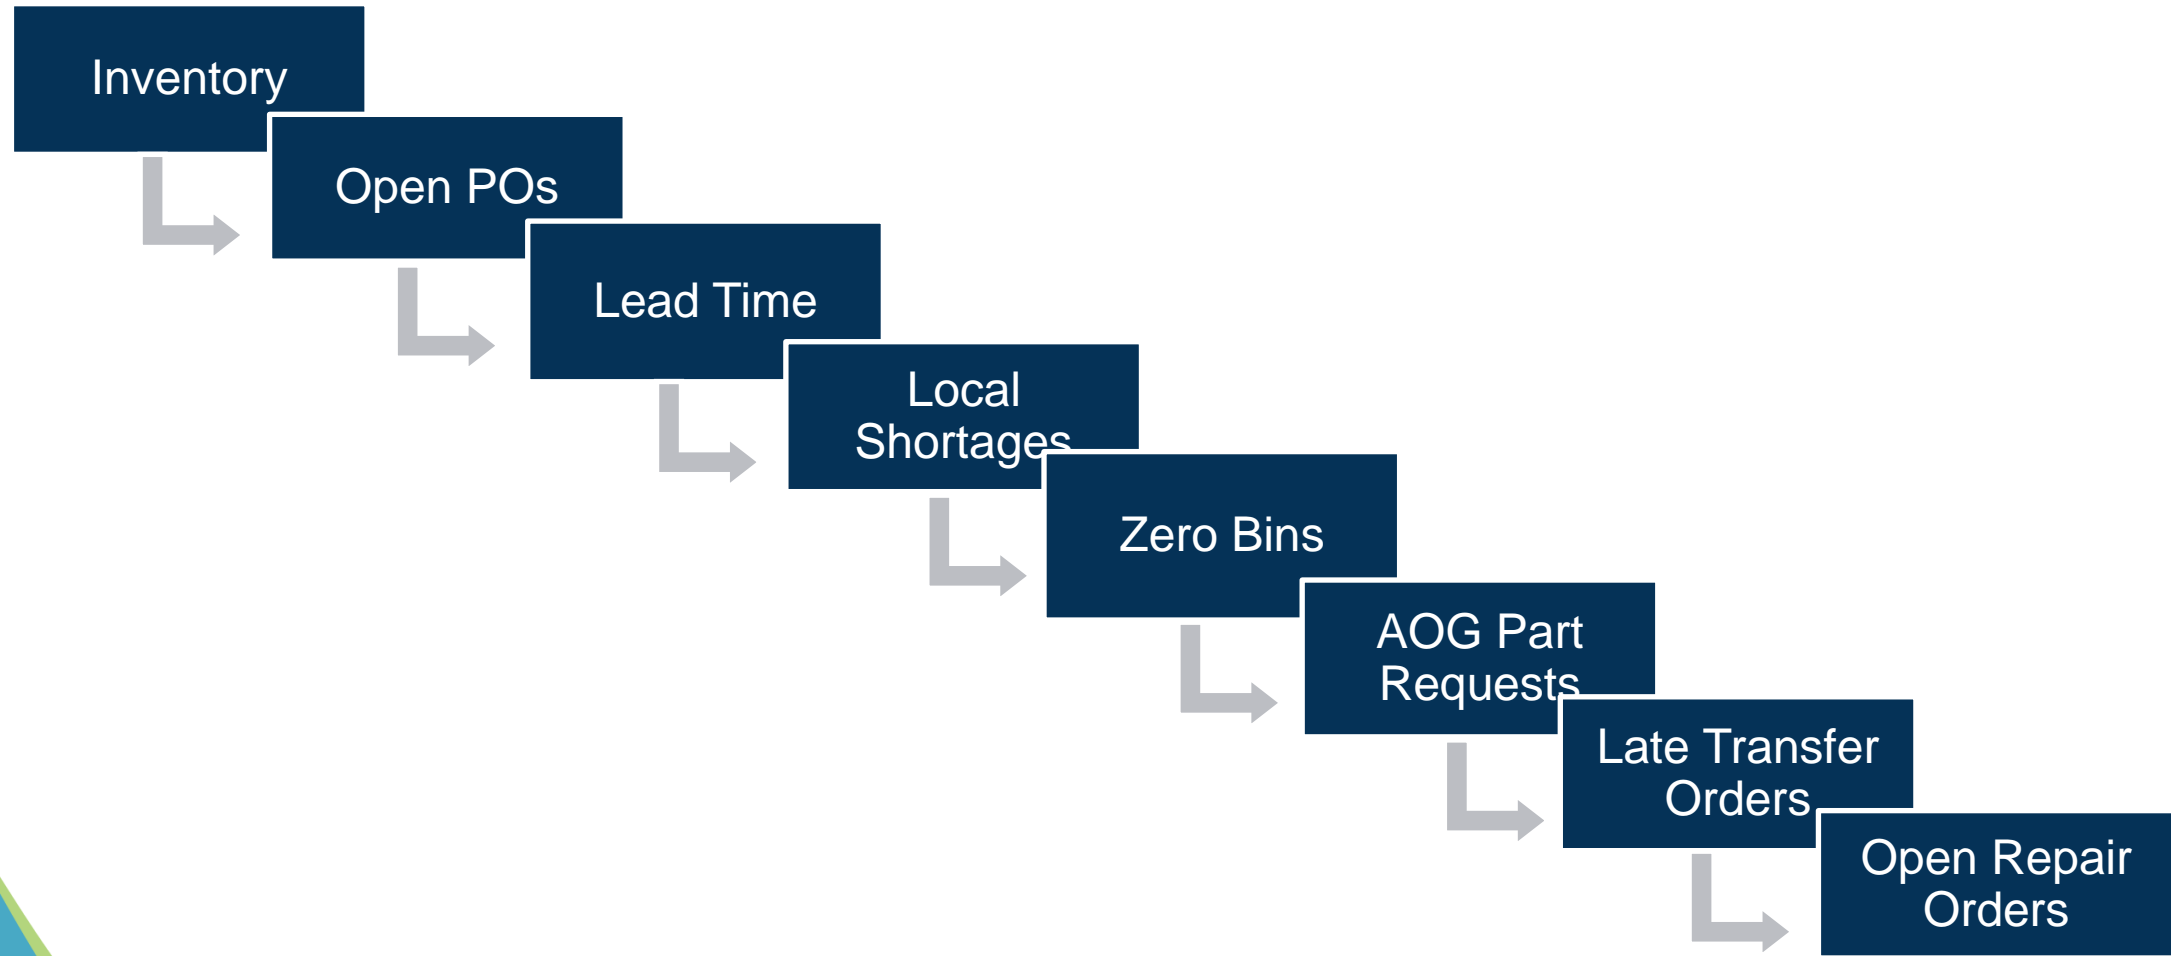 Inventory
Open POs
Lead Time
Local
Shortages
Zero Bins
AOG Part
Requests
Late Transfer
Orders
Open Repair
Orders